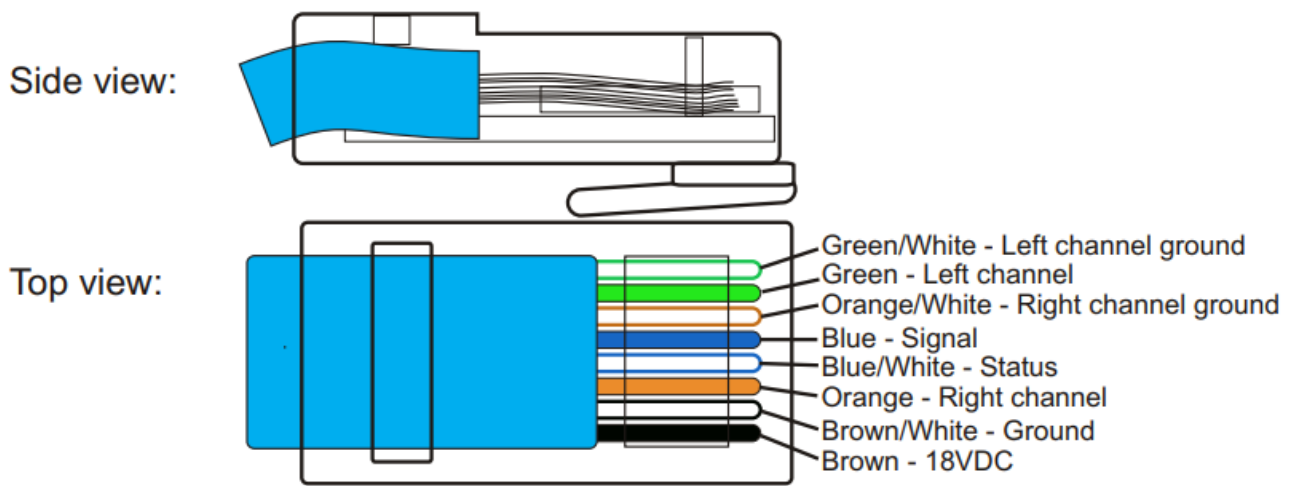 Side view:
Top view:
Green/White - Left channel ground
Green - Left channel
Orange/White - Right channel ground
Blue - Signal
Blue/White - Status
Orange - Right channel
Brown/White - Ground
Brown - 18VDC